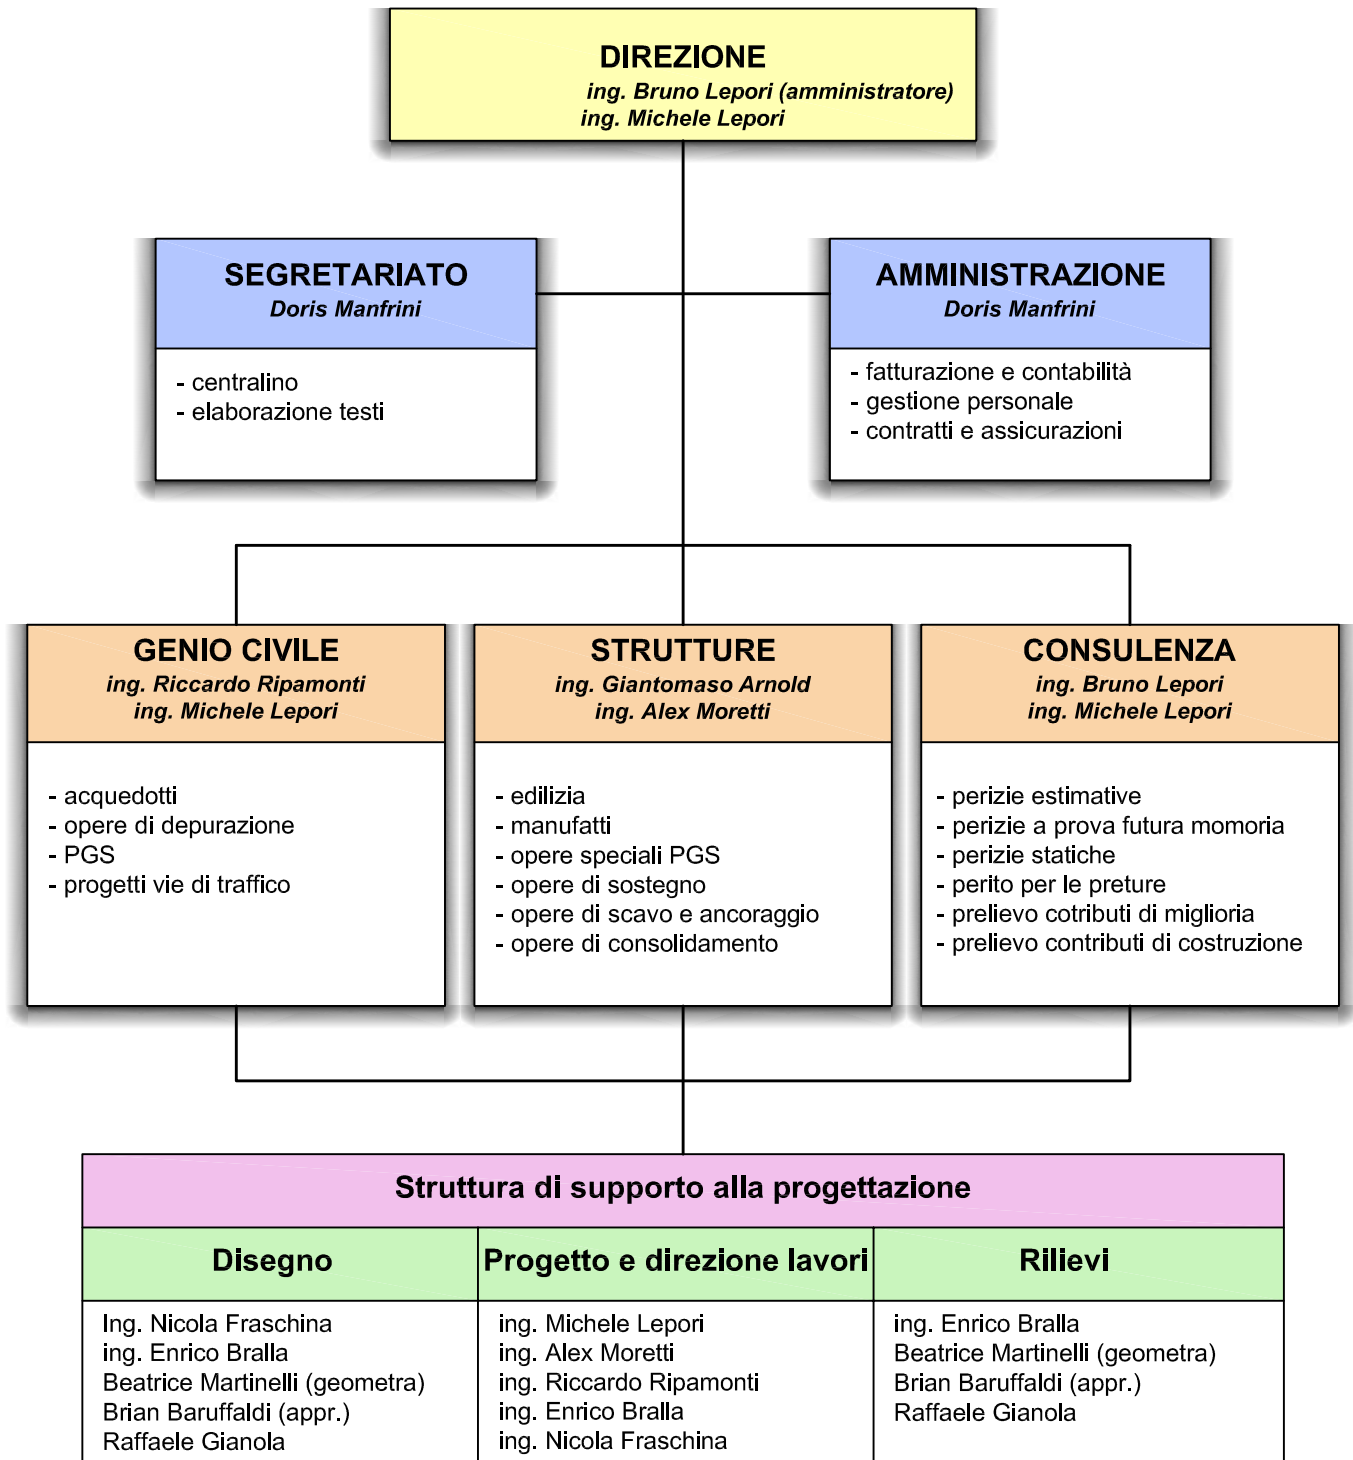 DIREZIONE
ing. Bruno Lepori (amministratore)
ing. Michele Lepori
SEGRETARIATO
Doris Manfrini
- centralino
- elaborazione testi
AMMINISTRAZIONE
Doris Manfrini
- fatturazione e contabilità
- gestione personale
- contratti e assicurazioni
GENIO CIVILE
ing. Riccardo Ripamonti
ing. Michele Lepori
- acquedotti
- opere di depurazione
- PGS
- progetti vie di traffico
STRUTTURE
ing. Giantomaso Arnold
ing. Alex Moretti
- edilizia
- manufatti
- opere speciali PGS
- opere di sostegno
- opere di scavo e ancoraggio
- opere di consolidamento
CONSULENZA
ing. Bruno Lepori
ing. Michele Lepori
- perizie estimative
- perizie a prova futura momoria
- perizie statiche
- perito per le preture
- prelievo cotributi di miglioria
- prelievo contributi di costruzione
Struttura di supporto alla progettazione
Disegno
Ing. Nicola Fraschina
ing. Enrico Bralla
Beatrice Martinelli (geometra)
Brian Baruffaldi (appr.)
Raffaele Gianola
Progetto e direzione lavori
ing. Michele Lepori
ing. Alex Moretti
ing. Riccardo Ripamonti
ing. Enrico Bralla
ing. Nicola Fraschina
Rilievi
ing. Enrico Bralla
Beatrice Martinelli (geometra)
Brian Baruffaldi (appr.)
Raffaele Gianola